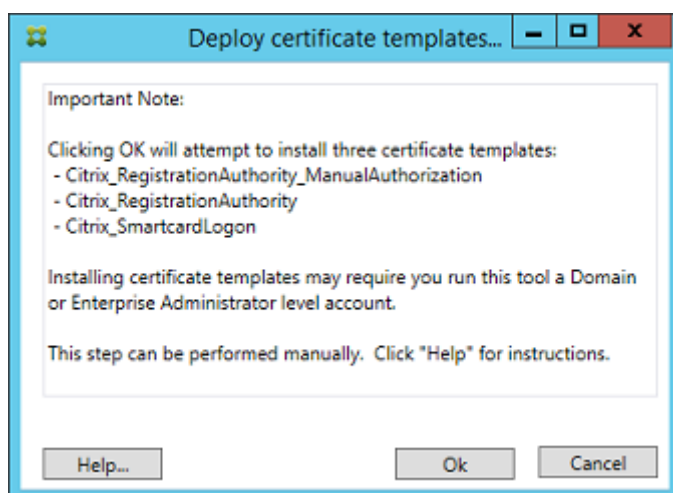 Deploy certificate templates...
Important Note:
Clicking OK will attempt to install three certificate templates:
- Citrix_RegistrationAuthority_ManualAuthorization
- Citrix_RegistrationAuthority
- Citrix_SmartcardLogon
Installing certificate templates may require you run this tool a Domain
or Enterprise Administrator level account.
This step can be performed manually.  Click "Help" for instructions.
Help...
Ok
Cancel